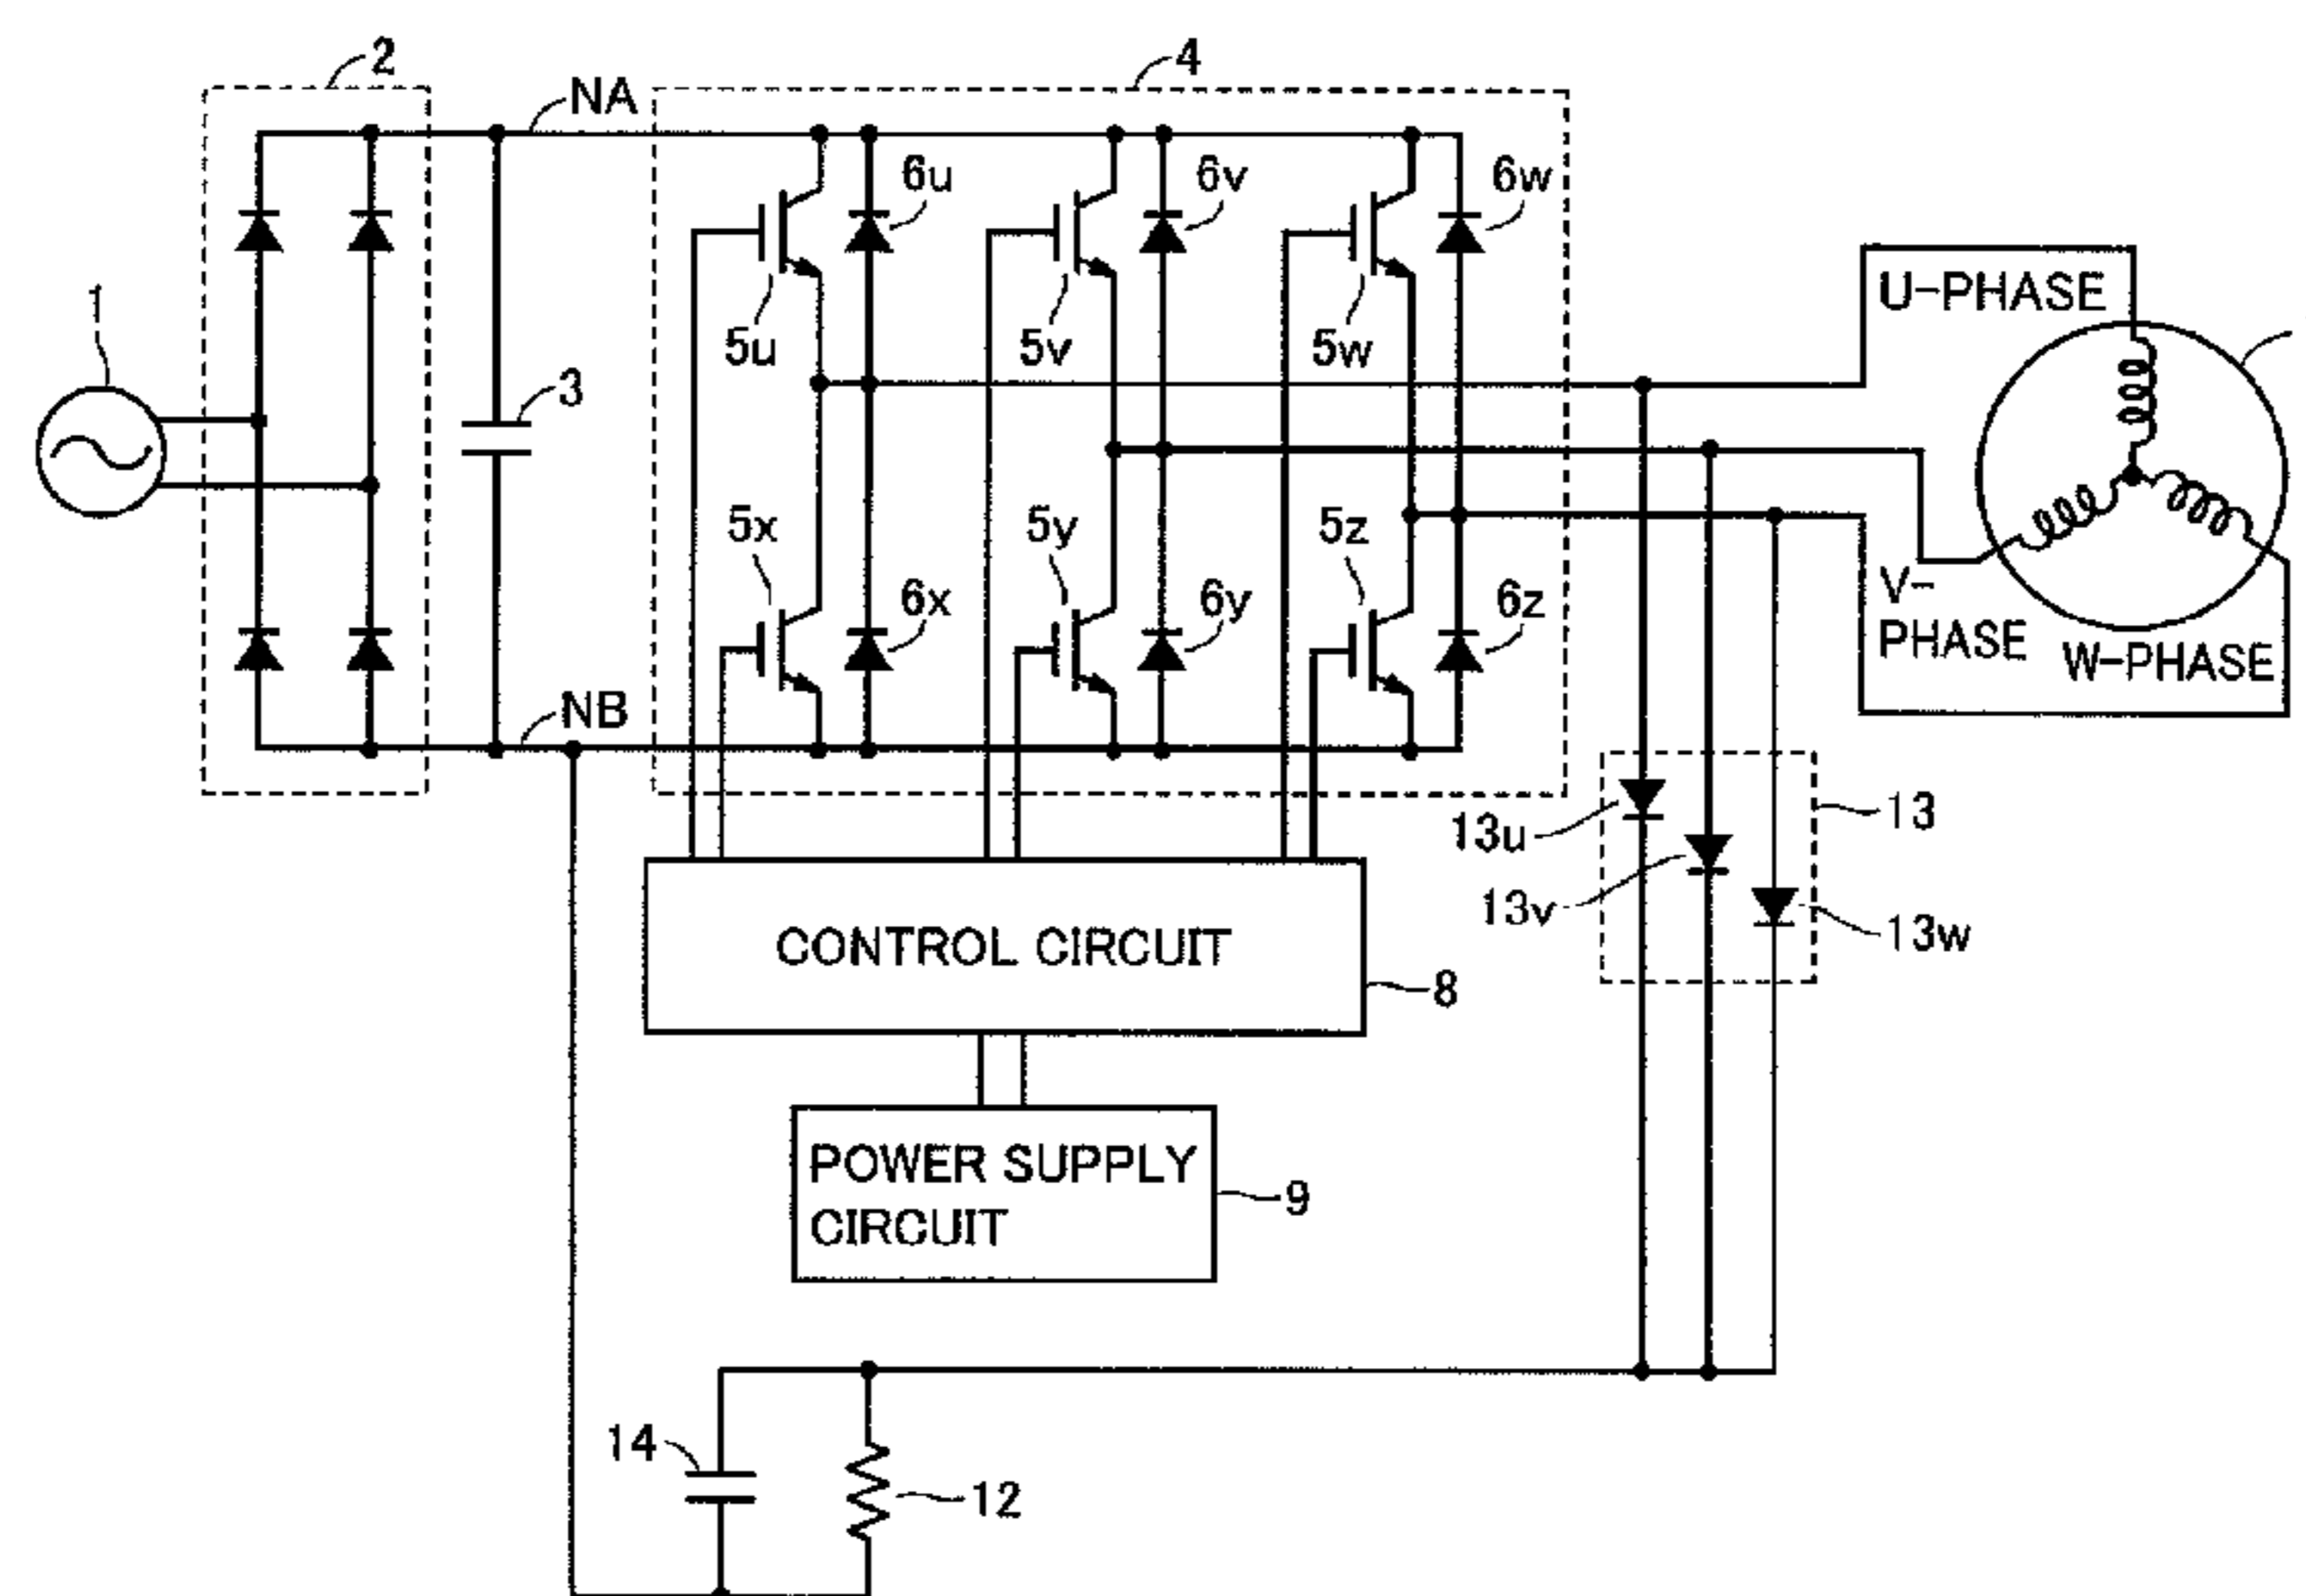 2
4
NA
6u
6v
6w
1
U-PHASE
5u
5v
5w
3
5x
5y
5z
6x
6y
6z
V-
PHASE
W-PHASE
NB
13u
13
13v
13w
CONTROL CIRCUIT
8
POWER SUPPLY
CIRCUIT
9
14
12